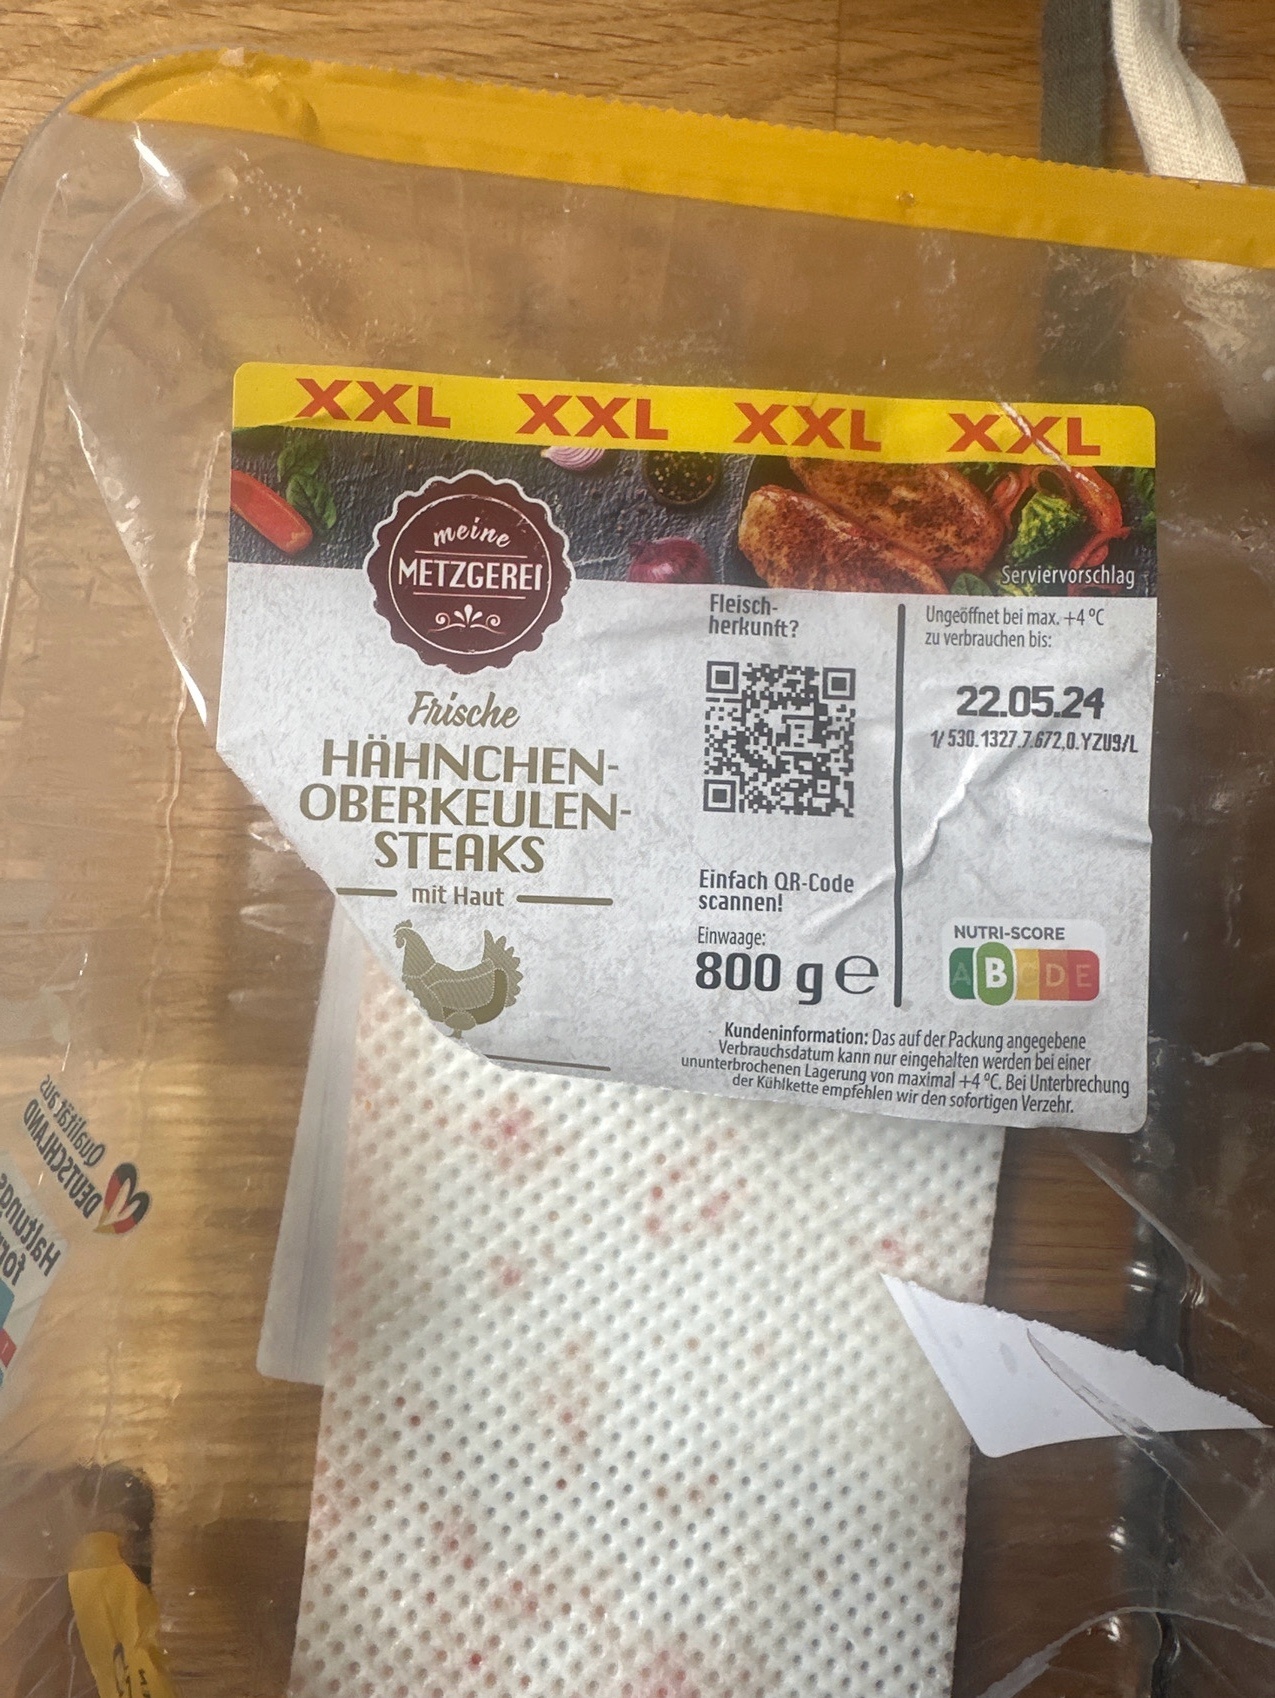 XXL XXL XXL XXL
meine
METZGEREI
Serviervorschlag
Frische
HÄHNCHEN-
OBERKEULEN-
STEAKS
mit Haut
Fleisch-
herkunft?
Einfach QR-Code
scannen!
Einwaage:
800 g e
Ungeöffnet bei max. +4 °C
zu verbrauchen bis:
22.05.24
1/ 530.1327.7.672,0.YZU9/L
NUTRI-SCORE
A B C D E
Kundeninformation: Das auf der Packung angegebene
Verbrauchsdatum kann nur eingehalten werden bei einer
ununterbrochenen Lagerung von maximal +4 °C. Bei Unterbrechung
der Kühlkette empfehlen wir den sofortigen Verzehr.
Qualität aus
DEUTSCHLAND
Haltungs